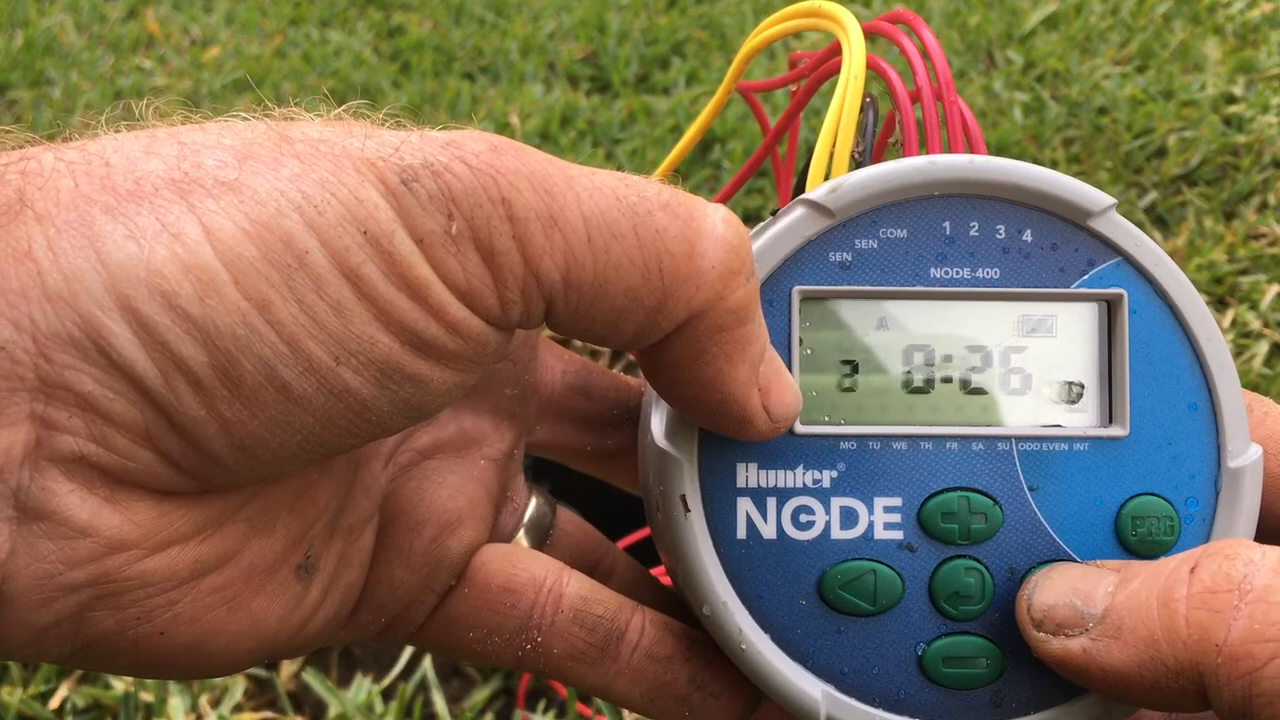 COM 1 2 3 4
SEN
SEN
NODE-400
A
2 8:26
MO TU WE TH FR SA SU ODD EVEN INT
Hunter®
NODE
PRG